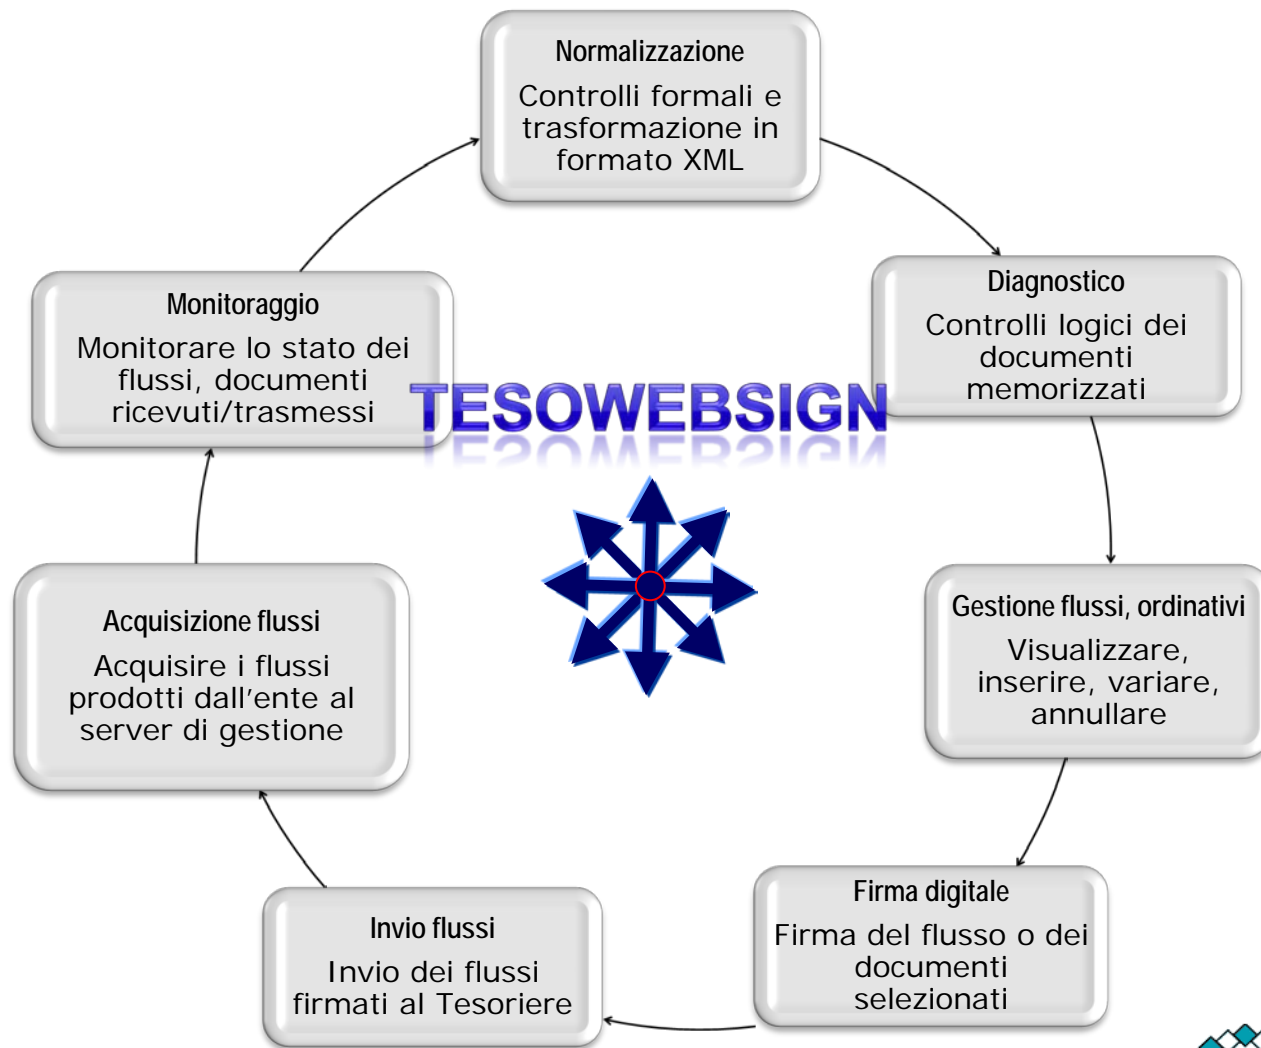 Normalizzazione
Controlli formali e
trasformazione in
formato XML
Diagnostico
Controlli logici dei
documenti
memorizzati
Gestione flussi, ordinativi
Visualizzare,
inserire, variare,
annullare
Firma digitale
Firma del flusso o dei
documenti
selezionati
Invio flussi
Invio dei flussi
firmati al Tesoriere
Acquisizione flussi
Acquisire i flussi
prodotti dall'ente al
server di gestione
Monitoraggio
Monitorare lo stato dei
flussi, documenti
ricevuti/trasmessi
TESOWEBSIGN